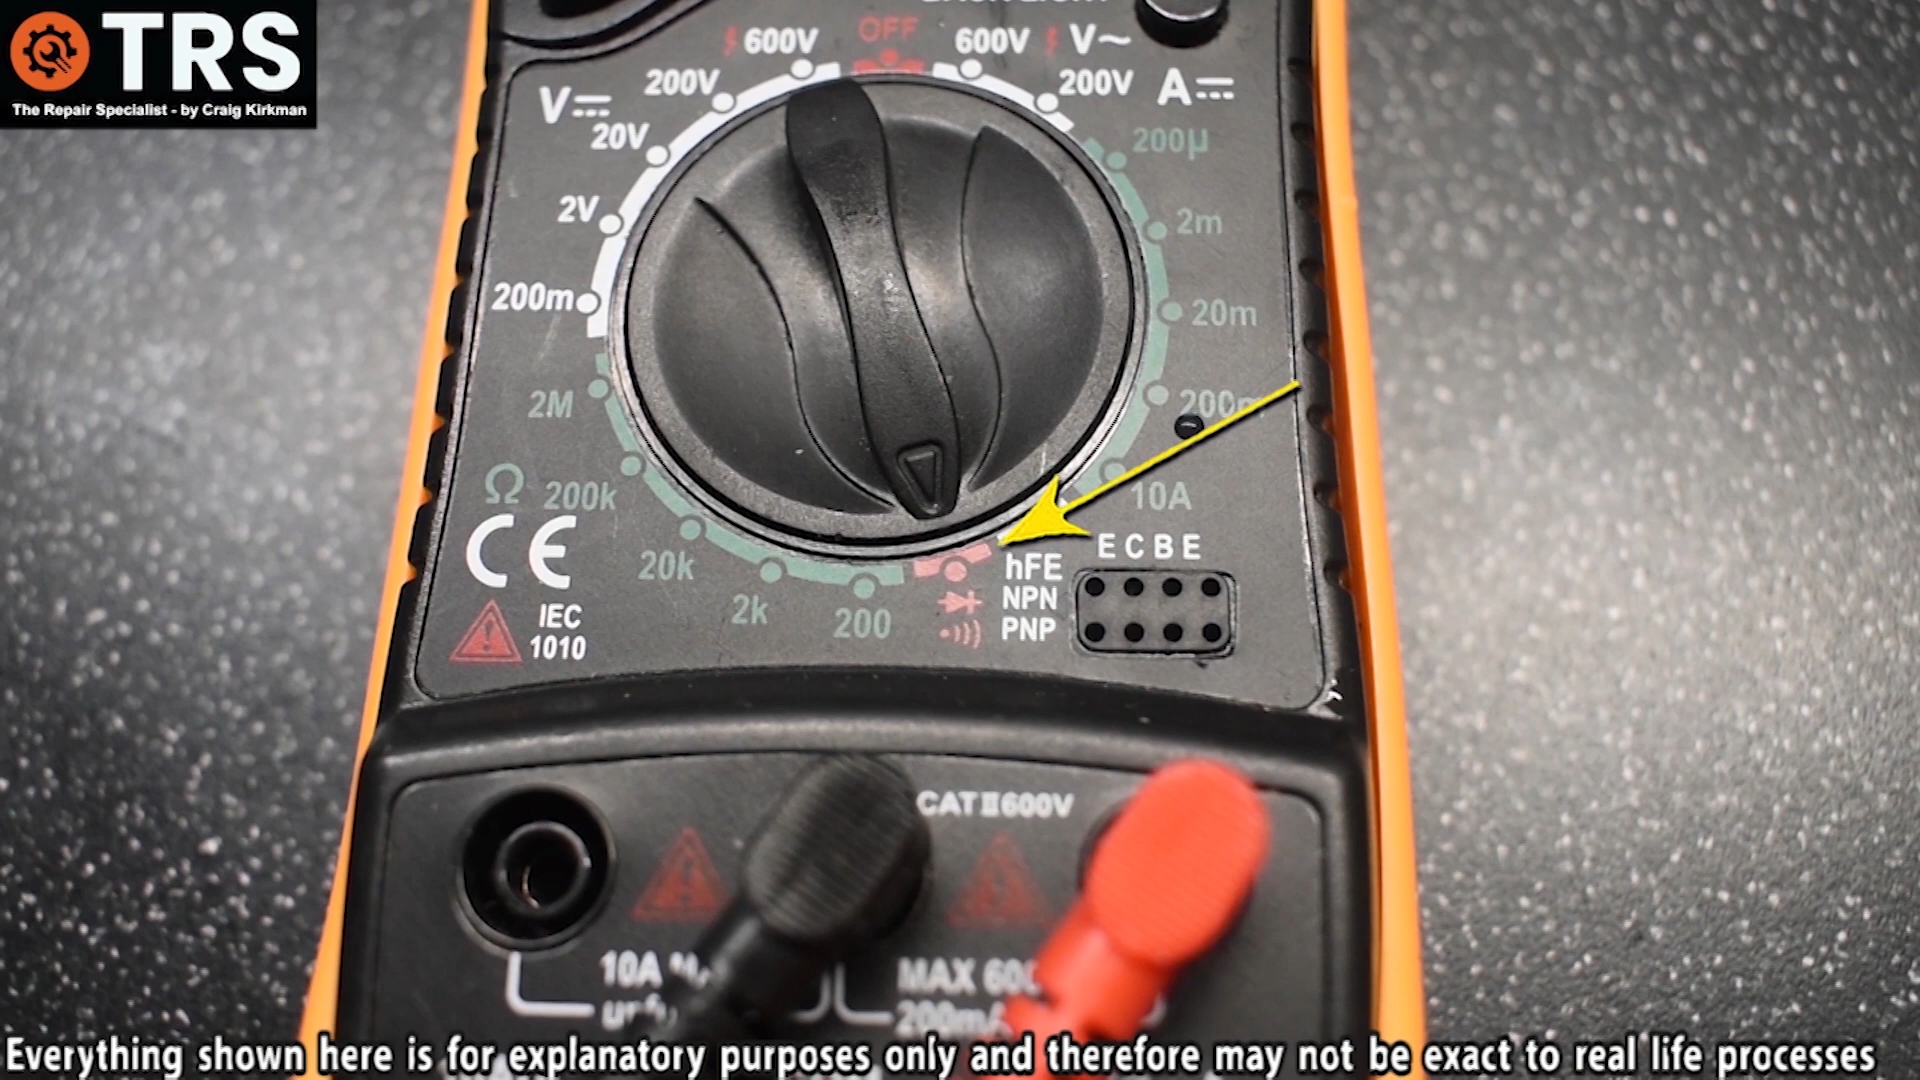 TRS
The Repair Specialist - by Craig Kirkman
600V
OFF
600V
V~
200V
200V
A
V
20V
200µ
2V
2m
200m
20m
2M
200m
Ω
200k
10A
CE
20k
hFE
E C B E
2k
200
NPN
PNP
IEC
1010
CAT II 600V
10A
MAX
Everything shown here is for explanatory purposes only and therefore may not be exact to real life processes